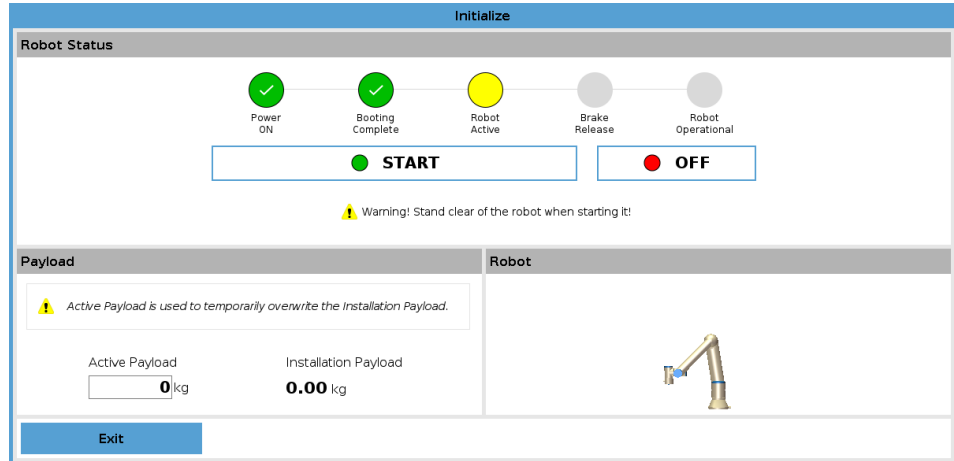 Initialize
Robot Status
Power
ON
Booting
Complete
Robot
Active
Brake
Release
Robot
Operational
START
OFF
Warning! Stand clear of the robot when starting it!
Payload
Robot
Active Payload is used to temporarily overwrite the Installation Payload.
Active Payload
Installation Payload
0 kg
0.00 kg
Exit